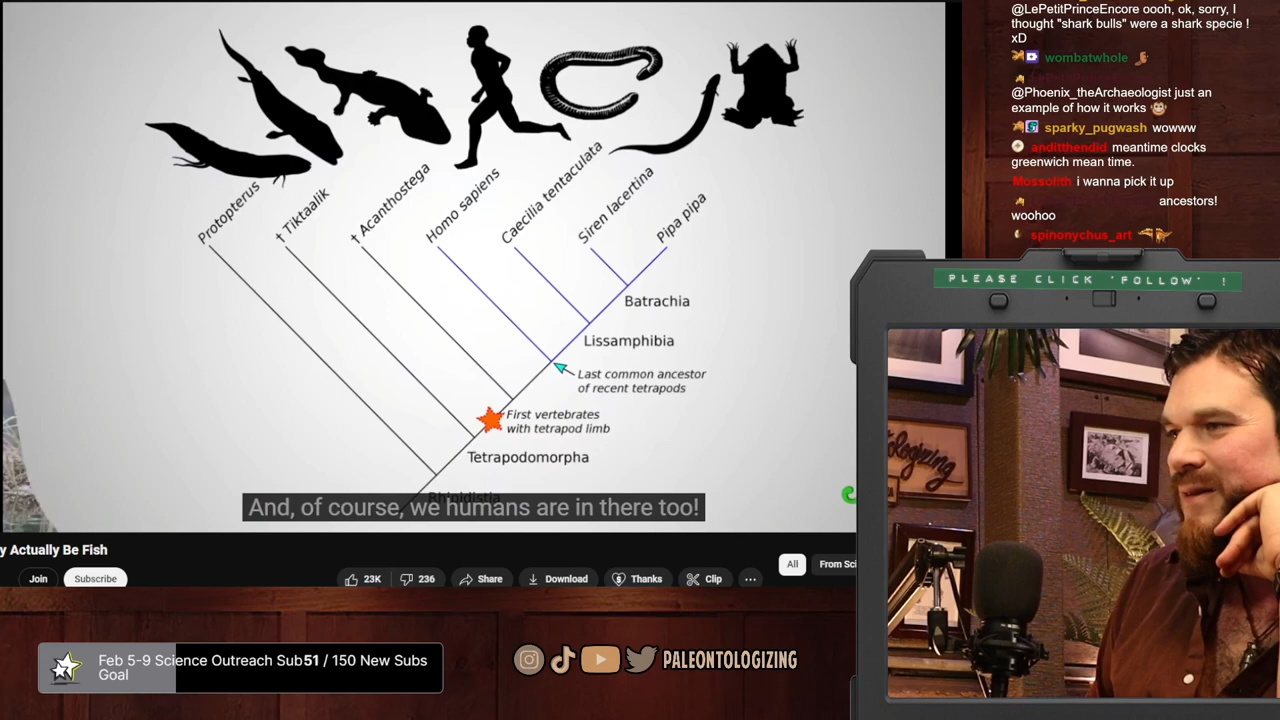 Protopterus
† Tiktaalik
† Acanthostega
Homo sapiens
Caecilia tentaculata
Siren lacertina
Pipa pipa
Batrachia
Lissamphibia
Last common ancestor
of recent tetrapods
First vertebrates
with tetrapod limb
Tetrapodomorpha
Rhipidistia
And, of course, we humans are in there too!
y Actually Be Fish
Join
Subscribe
23K
236
Share
Download
Thanks
Clip
...
All
From Sci
@LePetitPrinceEncore oooh, ok, sorry, I
thought "shark bulls" were a shark specie !
xD
wombatwhole
@Phoenix_theArchaeologist just an
example of how it works
sparky_pugwash wowww
anditthendid meantime clocks
greenwich mean time.
Mossolith i wanna pick it up
ancestors!
woohoo
spinonychus_art
PLEASE CLICK 'FOLLOW' !
Feb 5-9 Science Outreach Sub 51 / 150 New Subs
Goal
PALEONTOLOGIZING